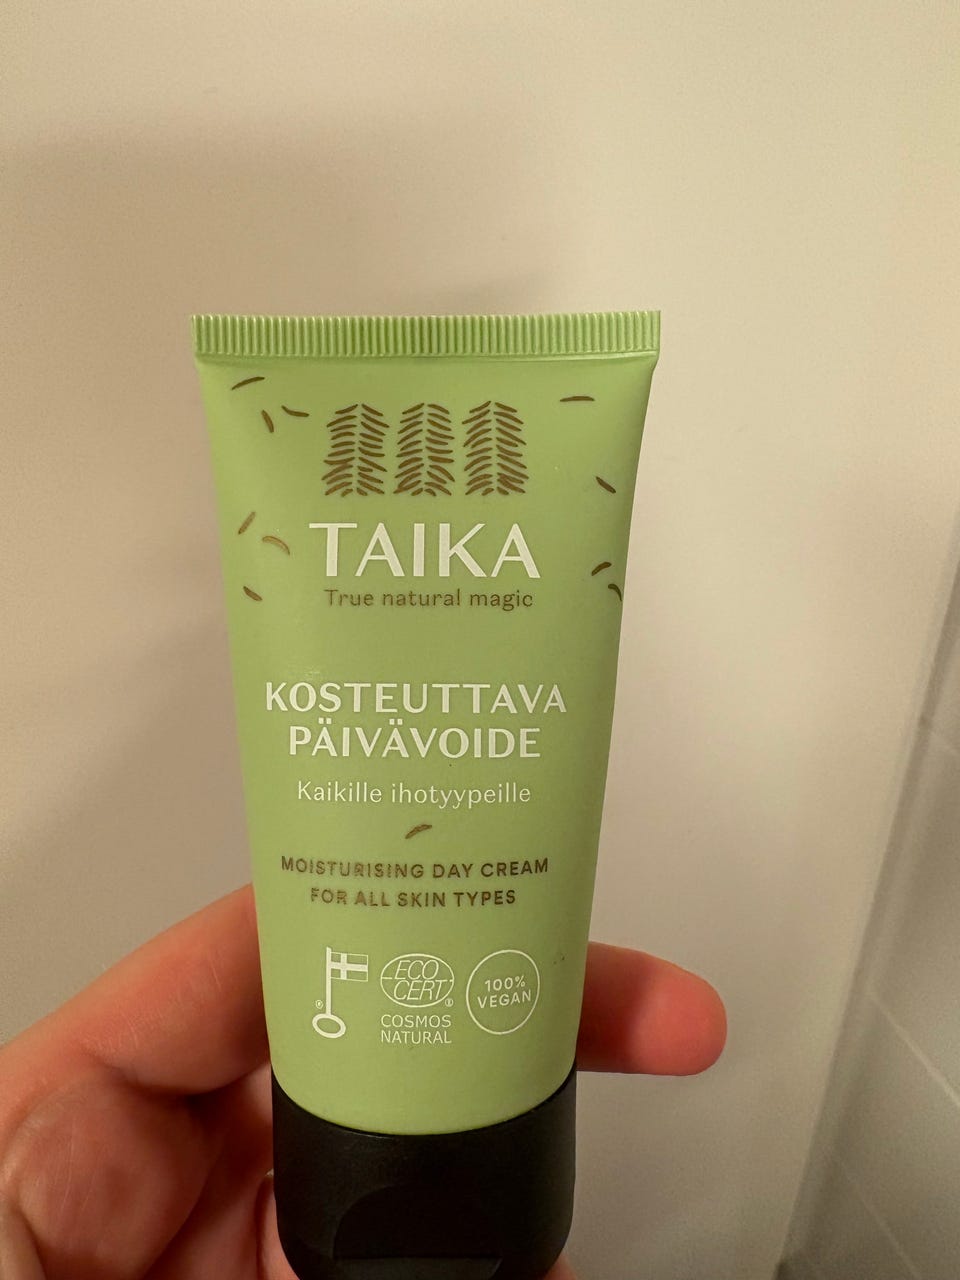 TAIKA
True natural magic
KOSTEUTTAVA
PÄIVÄVOIDE
Kaikille ihotyypeille
MOISTURISING DAY CREAM
FOR ALL SKIN TYPES
®
ECO
CERT®
COSMOS
NATURAL
100%
VEGAN